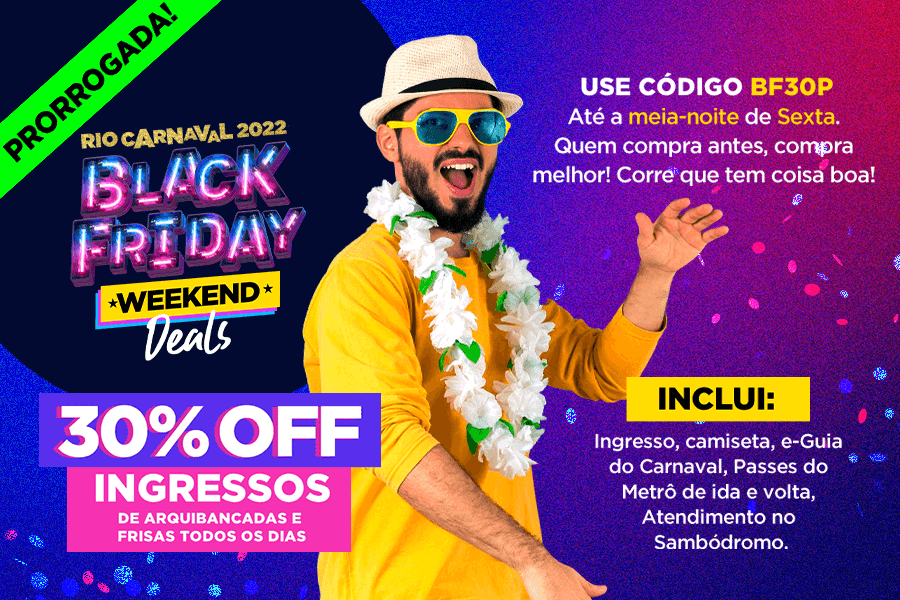 PRORROGADA!
RIO CARNAVAL 2022
BLACK
FRIDAY
WEEKEND
Deals
30% OFF
INGRESSOS
DE ARQUIBANCADAS E
FRISAS TODOS OS DIAS
USE CÓDIGO BF30P
Até a meia-noite de Sexta.
Quem compra antes, compra
melhor! Corre que tem coisa boa!
INCLUI:
Ingresso, camiseta, e-Guia
do Carnaval, Passes do
Metrô de ida e volta,
Atendimento no
Sambódromo.